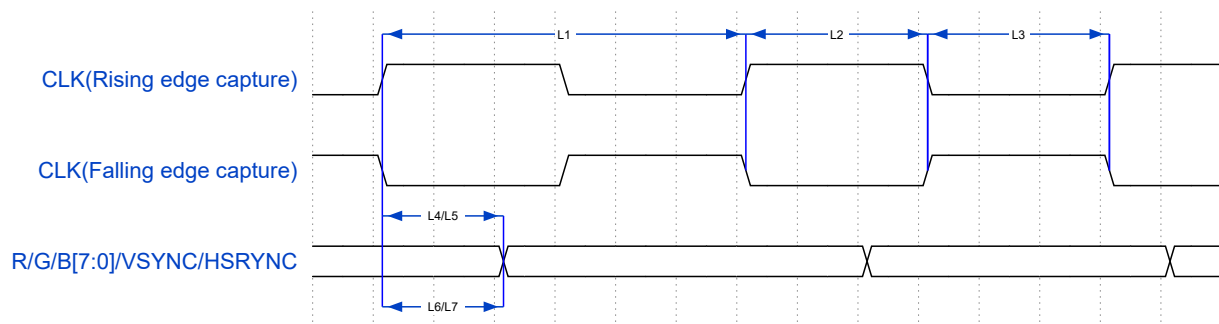 L1 L2 L3
CLK(Rising edge capture)
CLK(Falling edge capture)
L4/L5
R/G/B[7:0]/VSYNC/HSRYNC
L6/L7